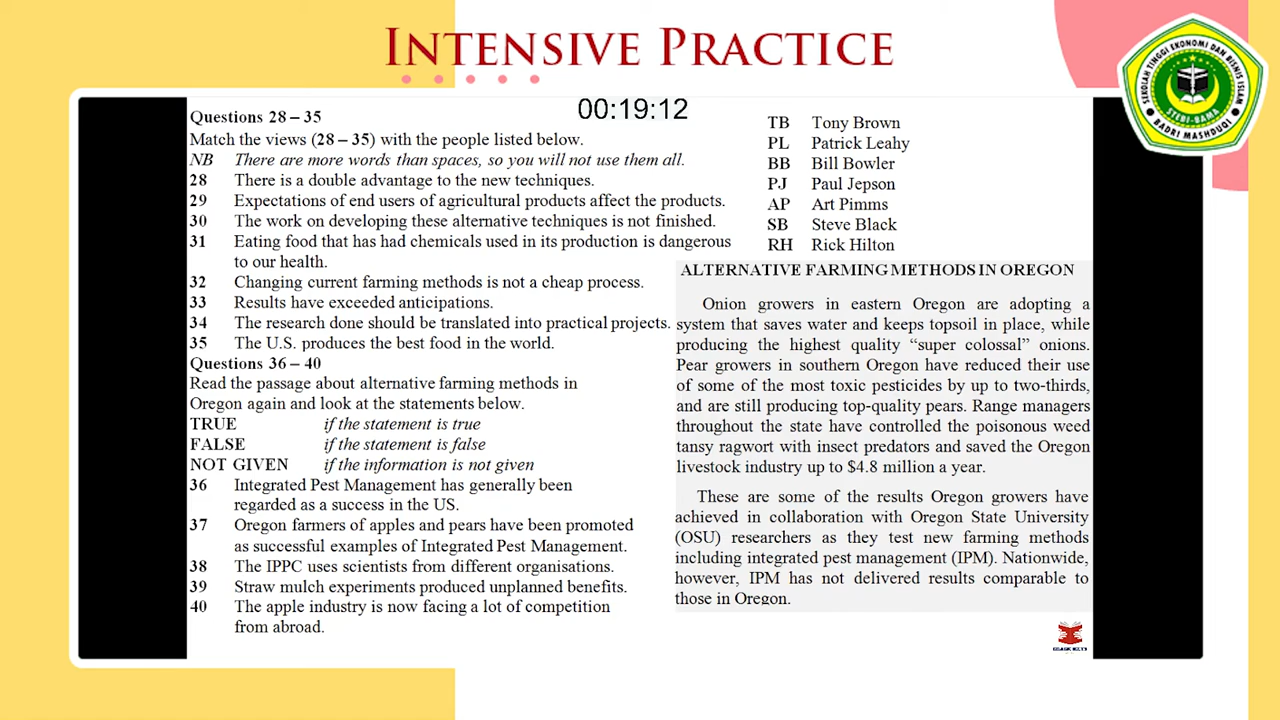 INTENSIVE PRACTICE
SEKOLAH TINGGI EKONOMI DAN BISNIS ISLAM
STEBI-BAMA
BADRI MASHDUQI
00:19:12
Questions 28 – 35
Match the views (28 – 35) with the people listed below.
NB There are more words than spaces, so you will not use them all.
28 There is a double advantage to the new techniques.
29 Expectations of end users of agricultural products affect the products.
30 The work on developing these alternative techniques is not finished.
31 Eating food that has had chemicals used in its production is dangerous
to our health.
32 Changing current farming methods is not a cheap process.
33 Results have exceeded anticipations.
34 The research done should be translated into practical projects.
35 The U.S. produces the best food in the world.
Questions 36 – 40
Read the passage about alternative farming methods in
Oregon again and look at the statements below.
TRUE if the statement is true
FALSE if the statement is false
NOT GIVEN if the information is not given
36 Integrated Pest Management has generally been
regarded as a success in the US.
37 Oregon farmers of apples and pears have been promoted
as successful examples of Integrated Pest Management.
38 The IPPC uses scientists from different organisations.
39 Straw mulch experiments produced unplanned benefits.
40 The apple industry is now facing a lot of competition
from abroad.
TB Tony Brown
PL Patrick Leahy
BB Bill Bowler
PJ Paul Jepson
AP Art Pimms
SB Steve Black
RH Rick Hilton
ALTERNATIVE FARMING METHODS IN OREGON
Onion growers in eastern Oregon are adopting a
system that saves water and keeps topsoil in place, while
producing the highest quality “super colossal” onions.
Pear growers in southern Oregon have reduced their use
of some of the most toxic pesticides by up to two-thirds,
and are still producing top-quality pears. Range managers
throughout the state have controlled the poisonous weed
tansy ragwort with insect predators and saved the Oregon
livestock industry up to $4.8 million a year.
These are some of the results Oregon growers have
achieved in collaboration with Oregon State University
(OSU) researchers as they test new farming methods
including integrated pest management (IPM). Nationwide,
however, IPM has not delivered results comparable to
those in Oregon.